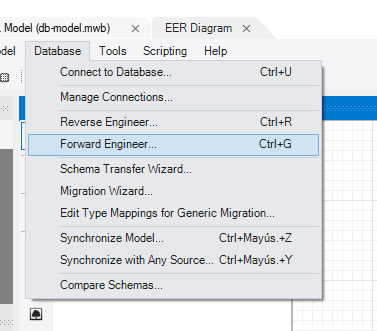 Model (db-model.mwb) × EER Diagram ×
Database Tools Scripting Help
Connect to Database... Ctrl+U
Manage Connections...
Reverse Engineer... Ctrl+R
Forward Engineer... Ctrl+G
Schema Transfer Wizard...
Migration Wizard...
Edit Type Mappings for Generic Migration...
Synchronize Model... Ctrl+Mayús.+Z
Synchronize with Any Source... Ctrl+Mayús.+Y
Compare Schemas...